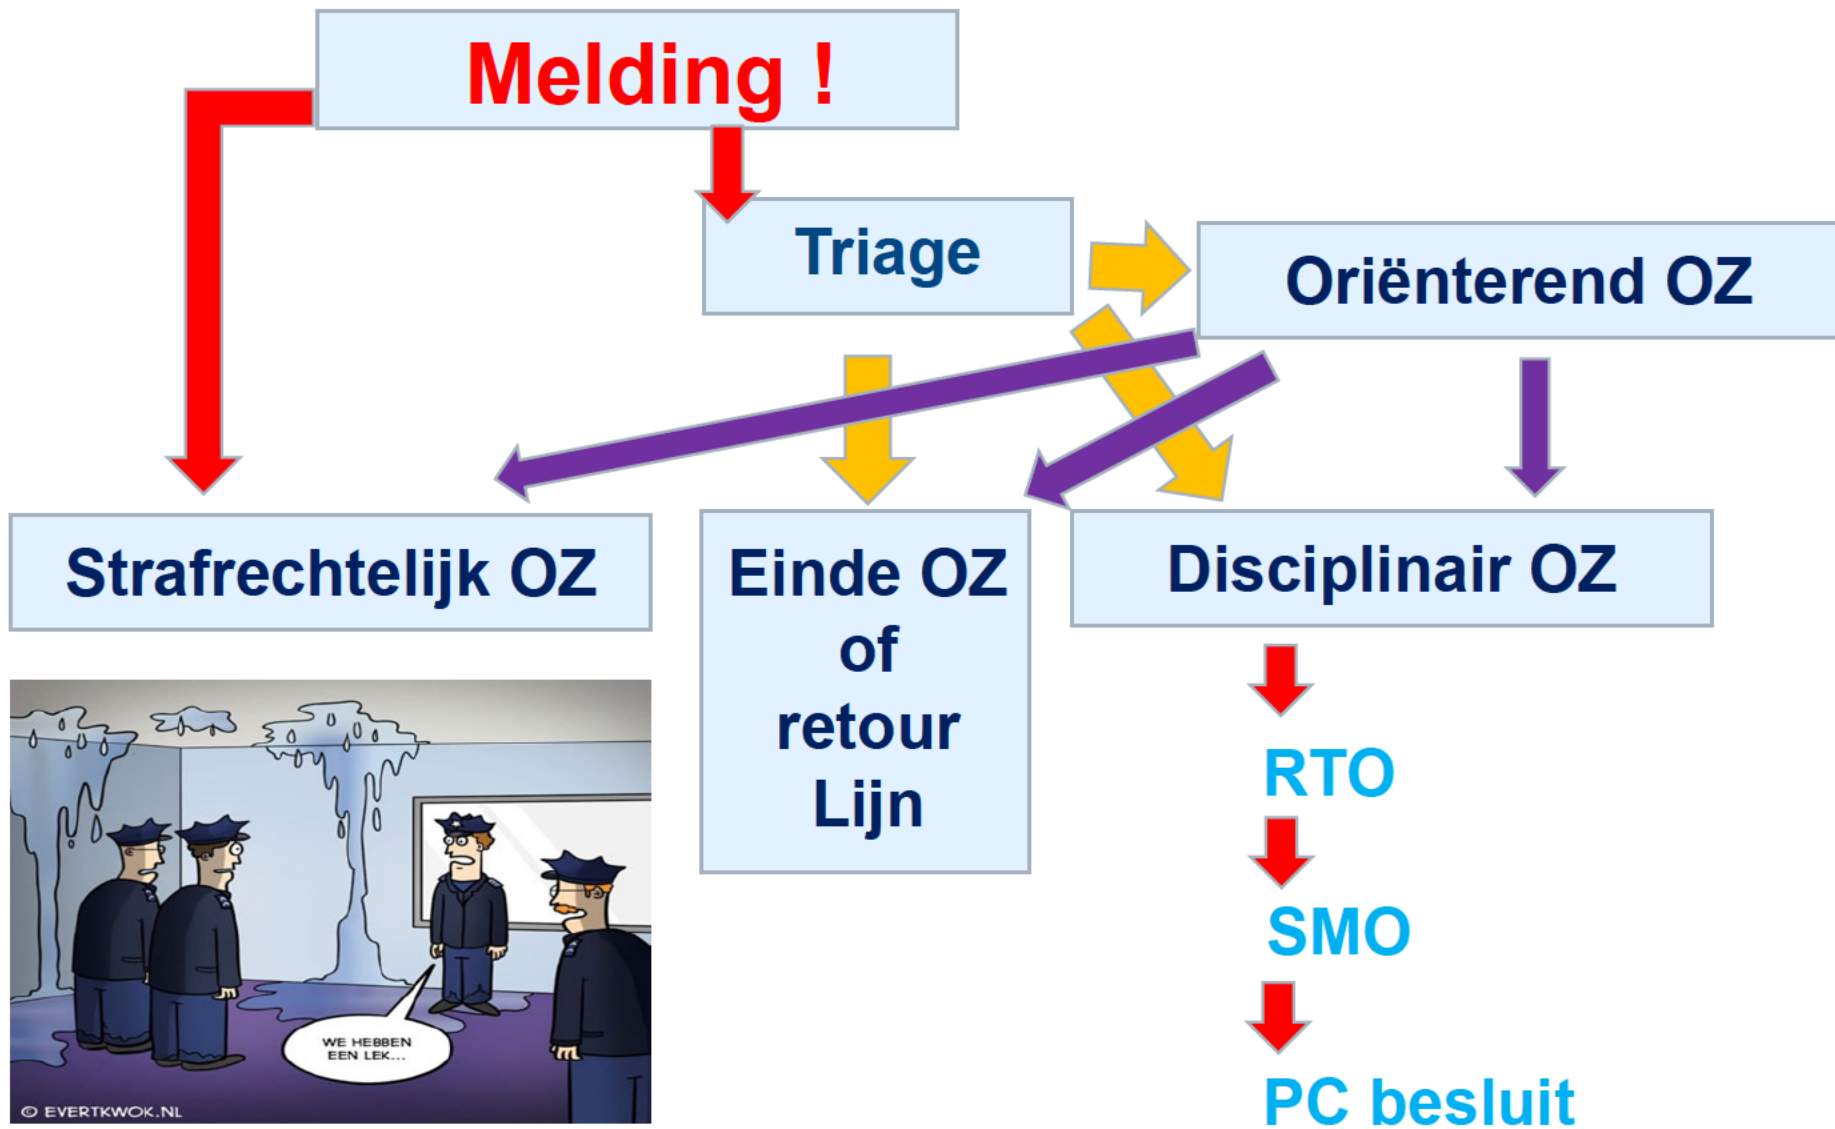 Melding !
Triage
Oriënterend OZ
Strafrechtelijk OZ
Einde OZ
of
retour
Lijn
Disciplinair OZ
RTO
SMO
PC besluit
WE HEBBEN
EEN LEK...
© EVERTKWOK.NL